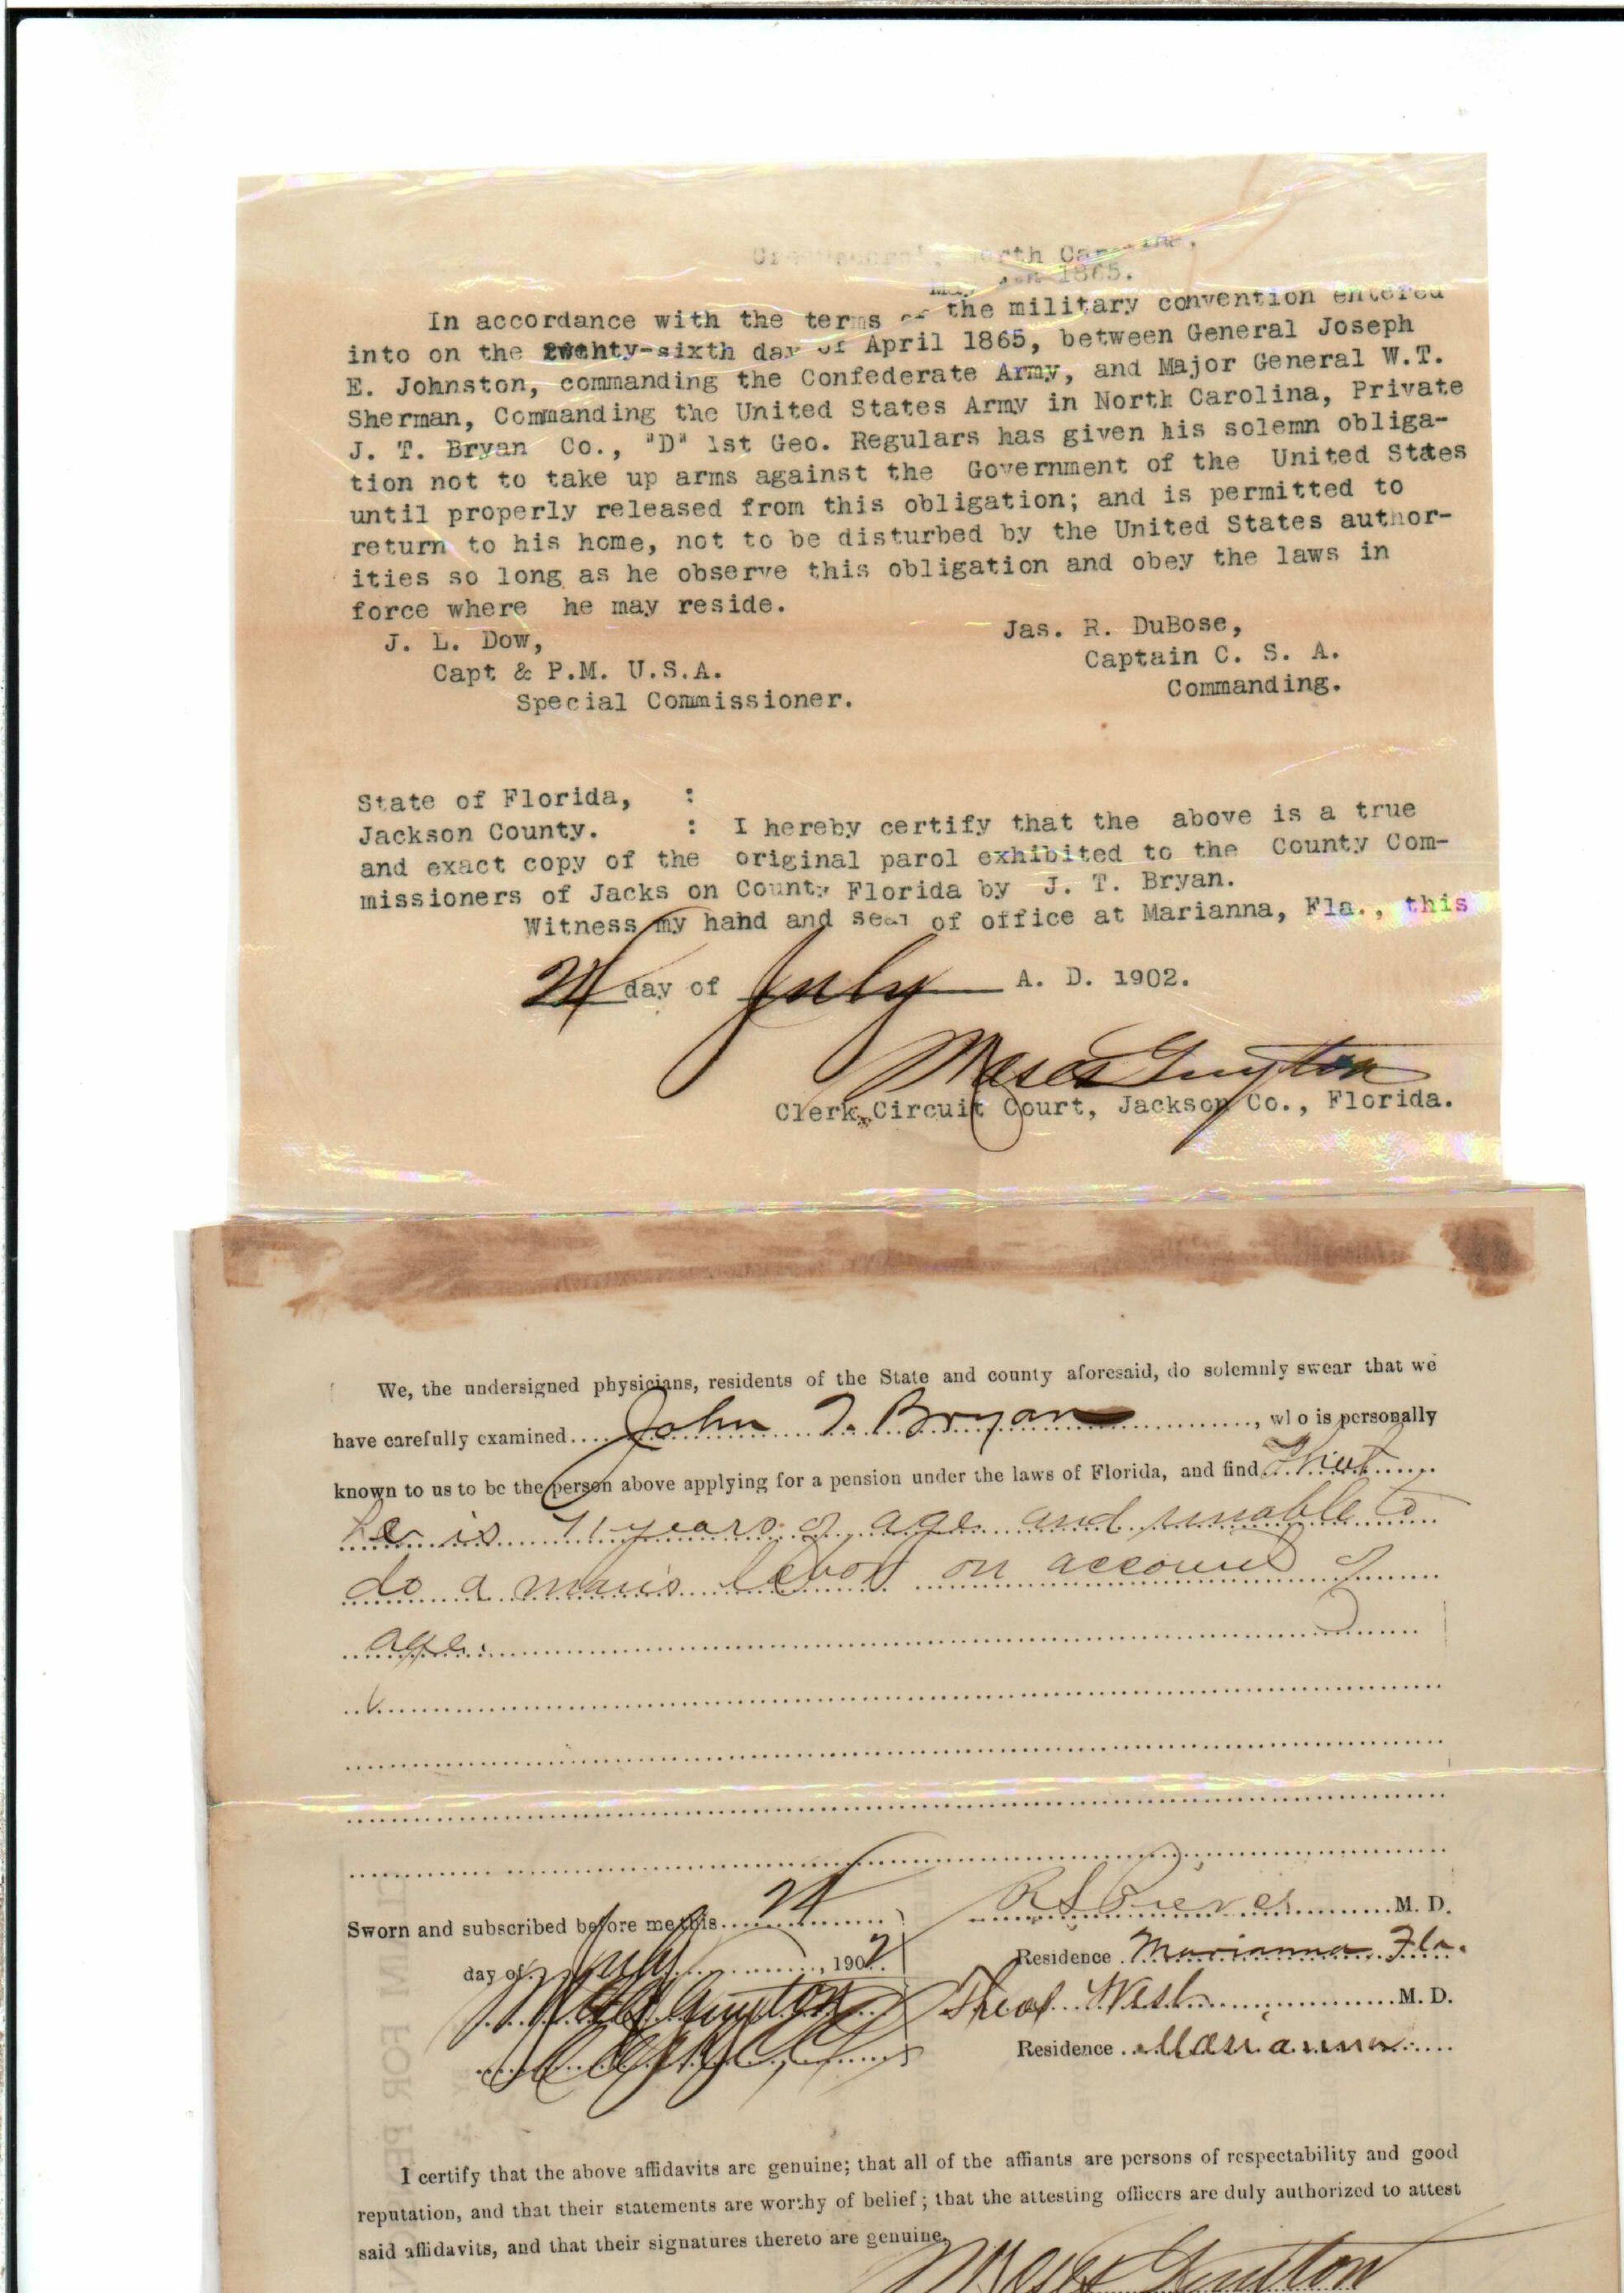 North Carolina,
1865.
In accordance with the terms of the military convention entered
into on the twenty-sixth day of April 1865, between General Joseph
E. Johnston, commanding the Confederate Army, and Major General W.T.
Sherman, Commanding the United States Army in North Carolina, Private
J. T. Bryan Co., "D" 1st Geo. Regulars has given his solemn obliga-
tion not to take up arms against the Government of the United States
until properly released from this obligation; and is permitted to
return to his home, not to be disturbed by the United States author-
ities so long as he observe this obligation and obey the laws in
force where he may reside.
J. L. Dow,
Capt & P.M. U.S.A.
Special Commissioner.
Jas. R. DuBose,
Captain C. S. A.
Commanding.
State of Florida, :
Jackson County. : I hereby certify that the above is a true
and exact copy of the original parol exhibited to the County Com-
missioners of Jacks on County Florida by J. T. Bryan.
Witness my hand and seal of office at Marianna, Fla., this
24 day of July A. D. 1902.
Moses Guyton
Clerk Circuit Court, Jackson Co., Florida.
We, the undersigned physicians, residents of the State and county aforesaid, do solemnly swear that we
have carefully examined John T. Bryan, who is personally
known to us to be the person above applying for a pension under the laws of Florida, and find that
he is 71 years of age and unable to
do a man's labor on account of
age.
Sworn and subscribed before me this 24
day of July, 1902
Moses Guyton
R S Pierce M. D.
Residence Marianna, Fla.
Theop West M. D.
Residence Marianna
I certify that the above affidavits are genuine; that all of the affiants are persons of respectability and good
reputation, and that their statements are worthy of belief; that the attesting officers are duly authorized to attest
said affidavits, and that their signatures thereto are genuine.
Moses Guyton